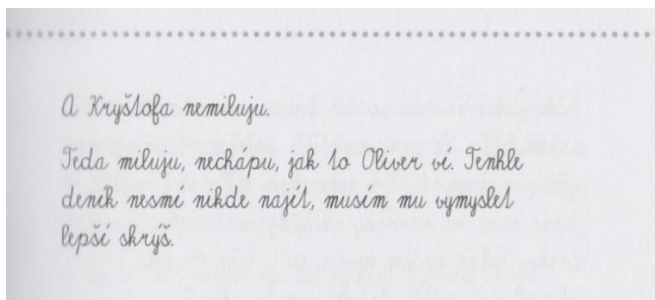 A Kryštofa nemiluju.
Teda miluju, nechápu, jak to Oliver ví. Tenhle
deník nesmí nikde najít, musím mu vymyslet
lepší skrýš.